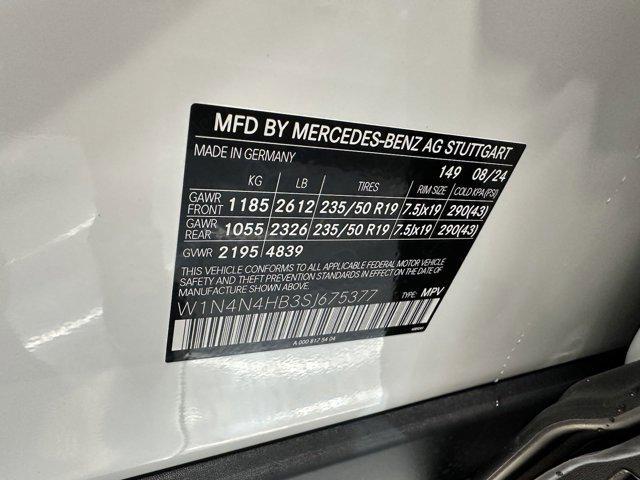 MFD BY MERCEDES-BENZ AG STUTTGART
MADE IN GERMANY 149 08/24
KG LB TIRES RIM SIZE COLD KPA/(PSI)
GAWR FRONT 1185 2612 235/50 R19 7.5Jx19 290(43)
GAWR REAR 1055 2326 235/50 R19 7.5Jx19 290(43)
GVWR 2195 4839
THIS VEHICLE CONFORMS TO ALL APPLICABLE FEDERAL MOTOR VEHICLE
SAFETY AND THEFT PREVENTION STANDARDS IN EFFECT ON THE DATE OF
MANUFACTURE SHOWN ABOVE.
W1N4N4HB3SJ675377 TYPE: MPV
A 000 817 54 04